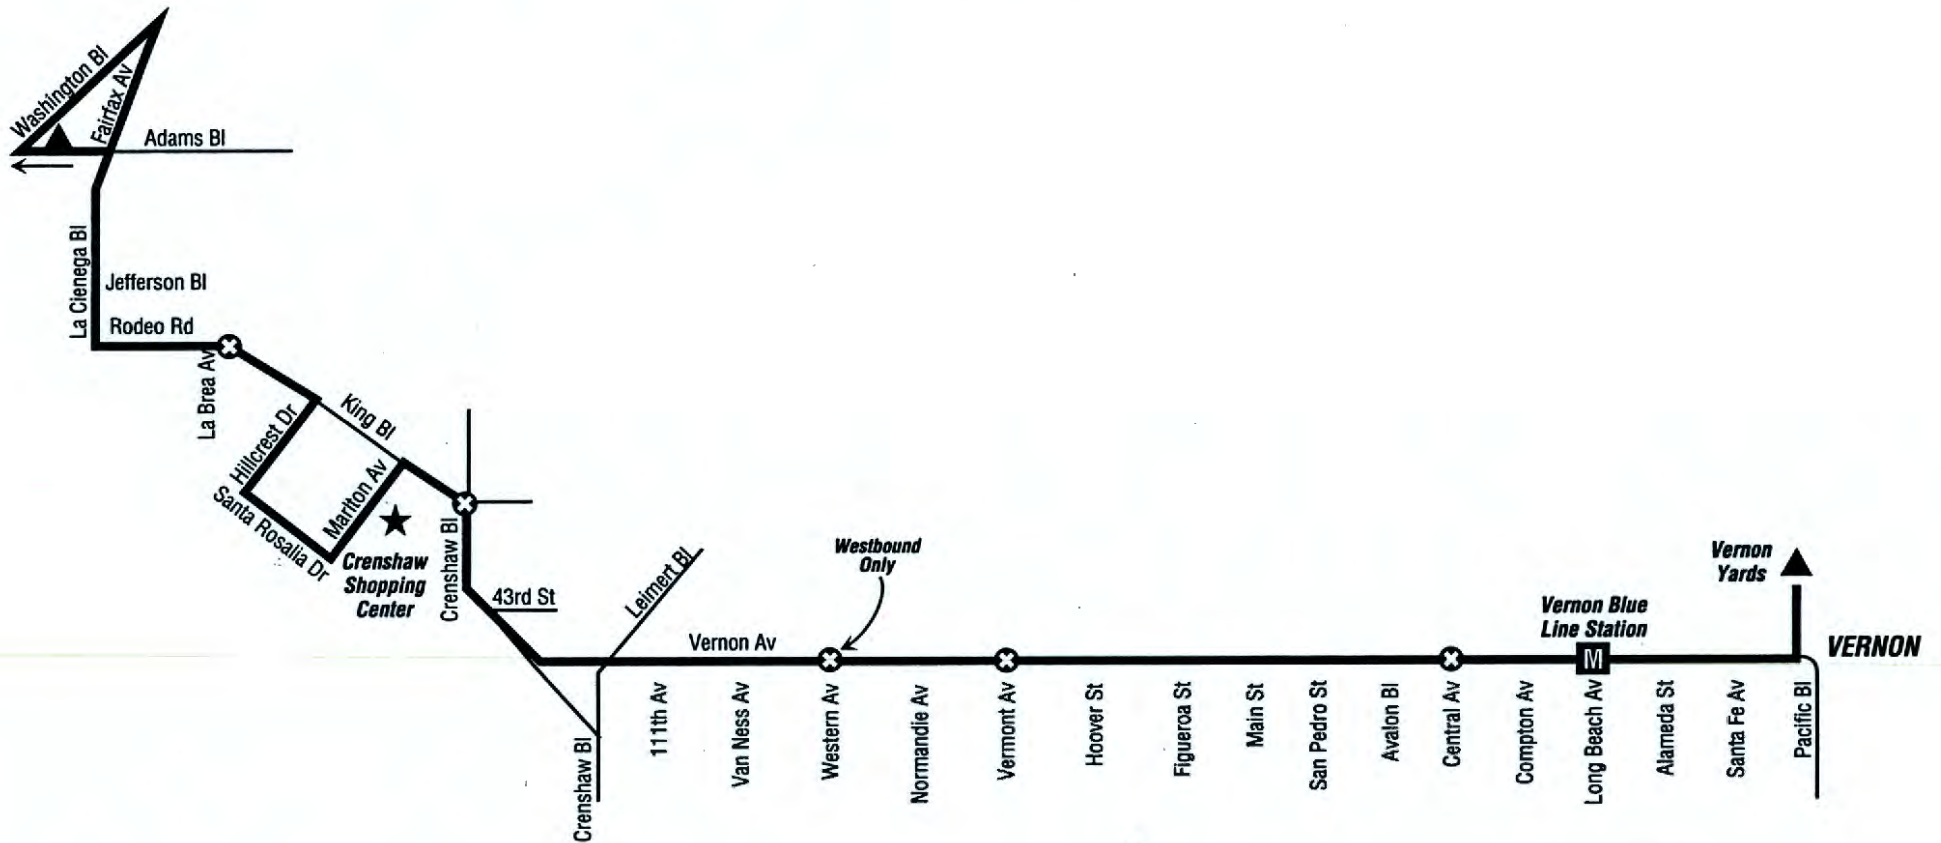 Washington Bl
Fairfax Av
Adams Bl
La Cienega Bl
Jefferson Bl
Rodeo Rd
La Brea Av
King Bl
Hillcrest Dr
Santa Rosalia Dr
Marlton Av
Crenshaw
Shopping
Center
Crenshaw Bl
43rd St
Leimert Bl
Crenshaw Bl
Vernon Av
Westbound
Only
Vernon Blue
Line Station
M
Vernon
Yards
VERNON
111th Av
Van Ness Av
Western Av
Normandie Av
Vermont Av
Hoover St
Figueroa St
Main St
San Pedro St
Avalon Bl
Central Av
Compton Av
Long Beach Av
Alameda St
Santa Fe Av
Pacific Bl